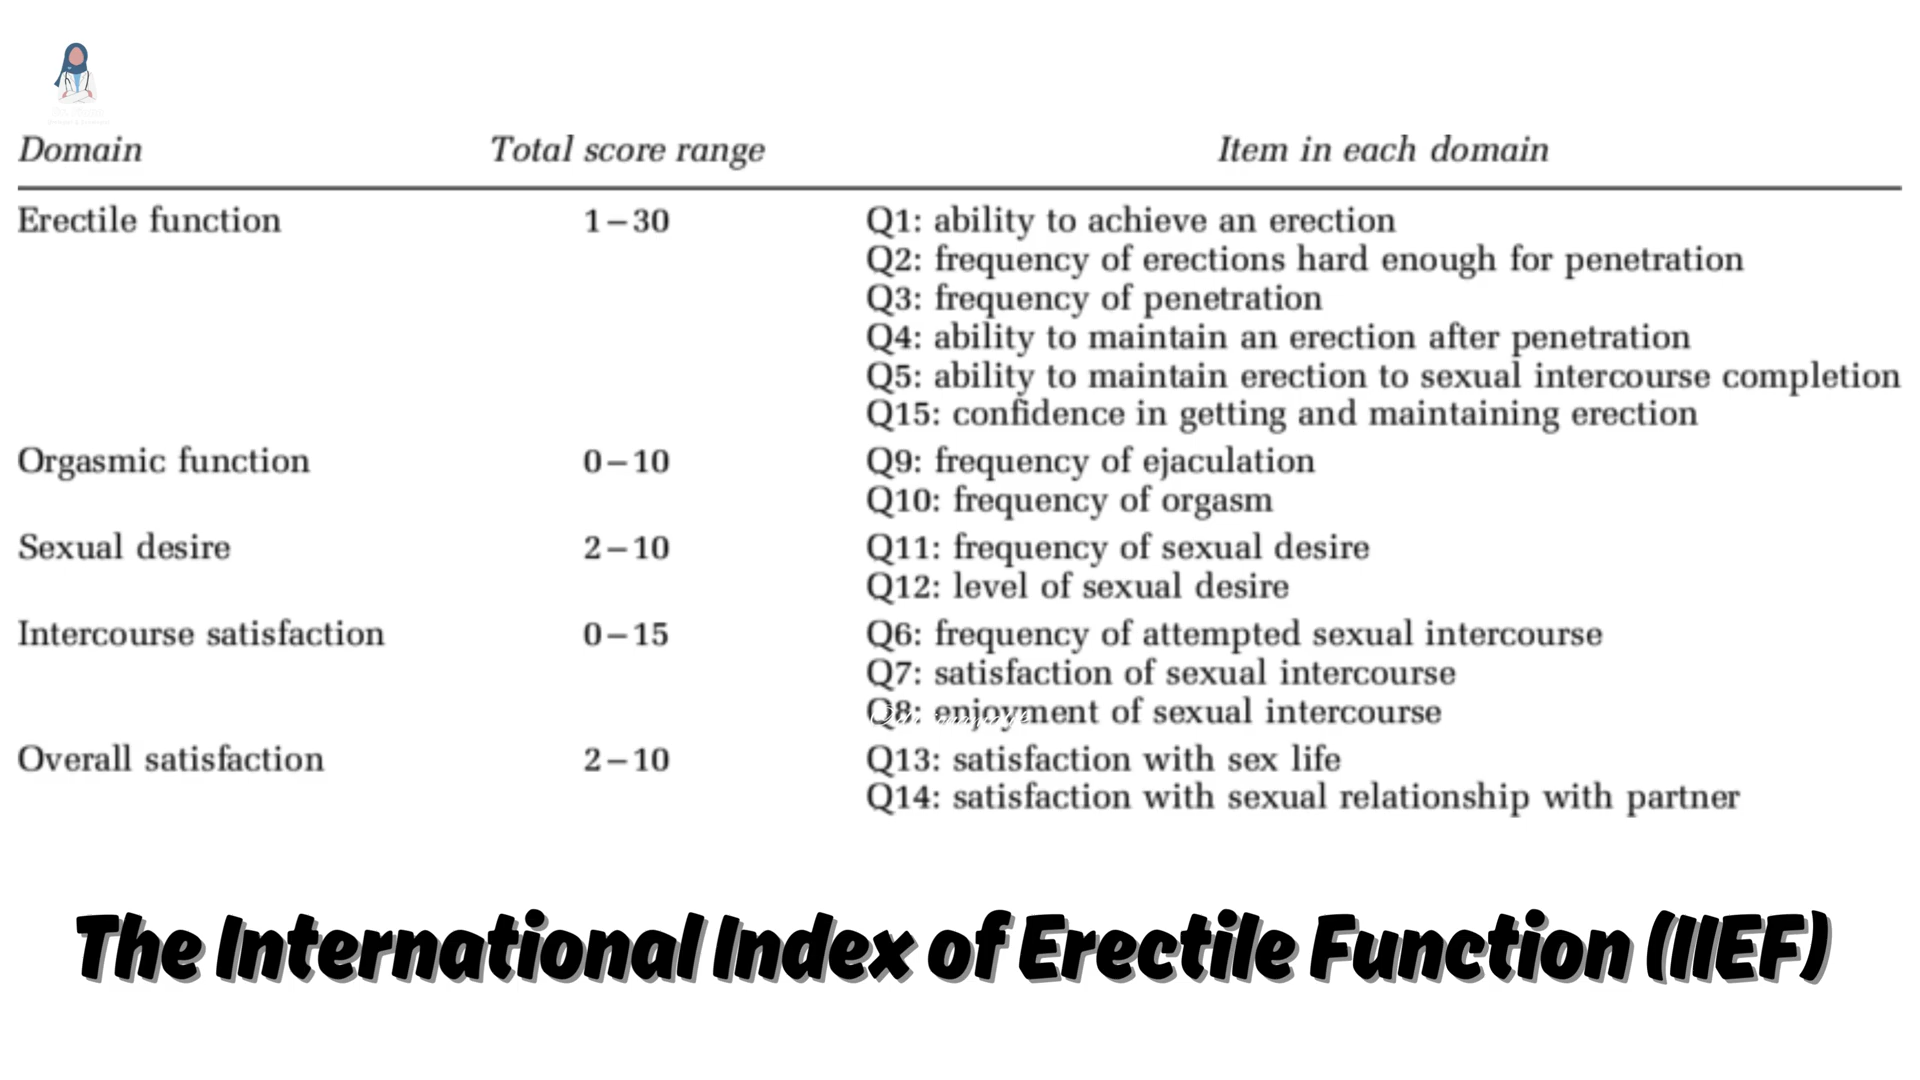 Domain Total score range Item in each domain
Erectile function 1–30 Q1: ability to achieve an erection
Q2: frequency of erections hard enough for penetration
Q3: frequency of penetration
Q4: ability to maintain an erection after penetration
Q5: ability to maintain erection to sexual intercourse completion
Q15: confidence in getting and maintaining erection
Orgasmic function 0–10 Q9: frequency of ejaculation
Q10: frequency of orgasm
Sexual desire 2–10 Q11: frequency of sexual desire
Q12: level of sexual desire
Intercourse satisfaction 0–15 Q6: frequency of attempted sexual intercourse
Q7: satisfaction of sexual intercourse
Q8: enjoyment of sexual intercourse
Overall satisfaction 2–10 Q13: satisfaction with sex life
Q14: satisfaction with sexual relationship with partner
The International Index of Erectile Function (IIEF)